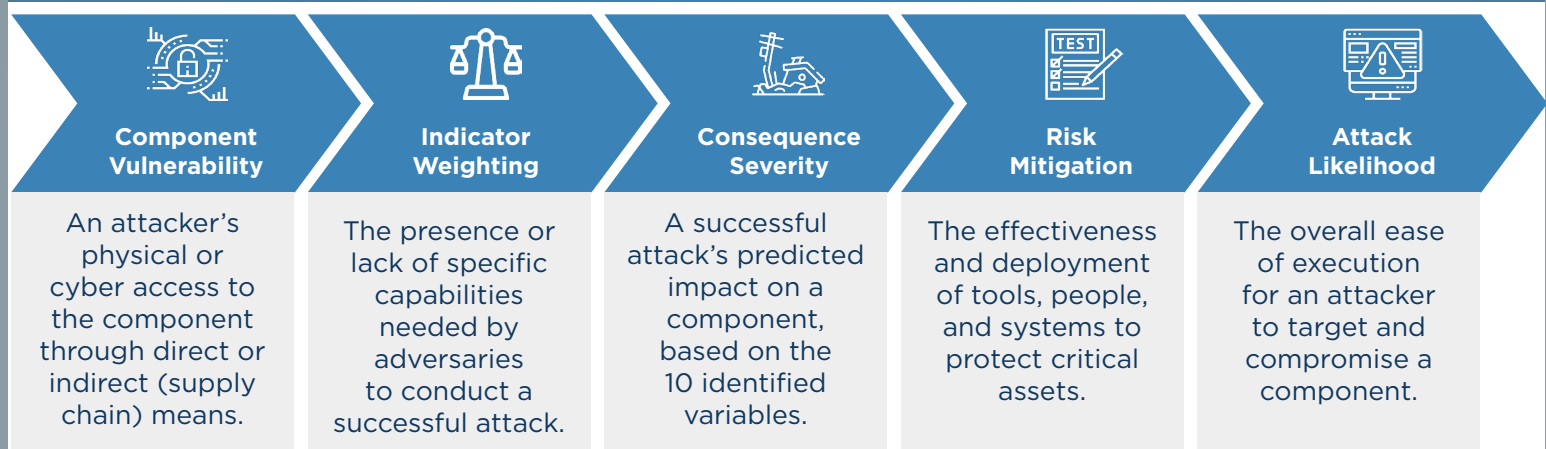 Component
Vulnerability
An attacker’s
physical or
cyber access to
the component
through direct or
indirect (supply
chain) means.
Indicator
Weighting
The presence or
lack of specific
capabilities
needed by
adversaries
to conduct a
successful attack.
Consequence
Severity
A successful
attack’s predicted
impact on a
component,
based on the
10 identified
variables.
TEST
Risk
Mitigation
The effectiveness
and deployment
of tools, people,
and systems to
protect critical
assets.
Attack
Likelihood
The overall ease
of execution
for an attacker
to target and
compromise a
component.